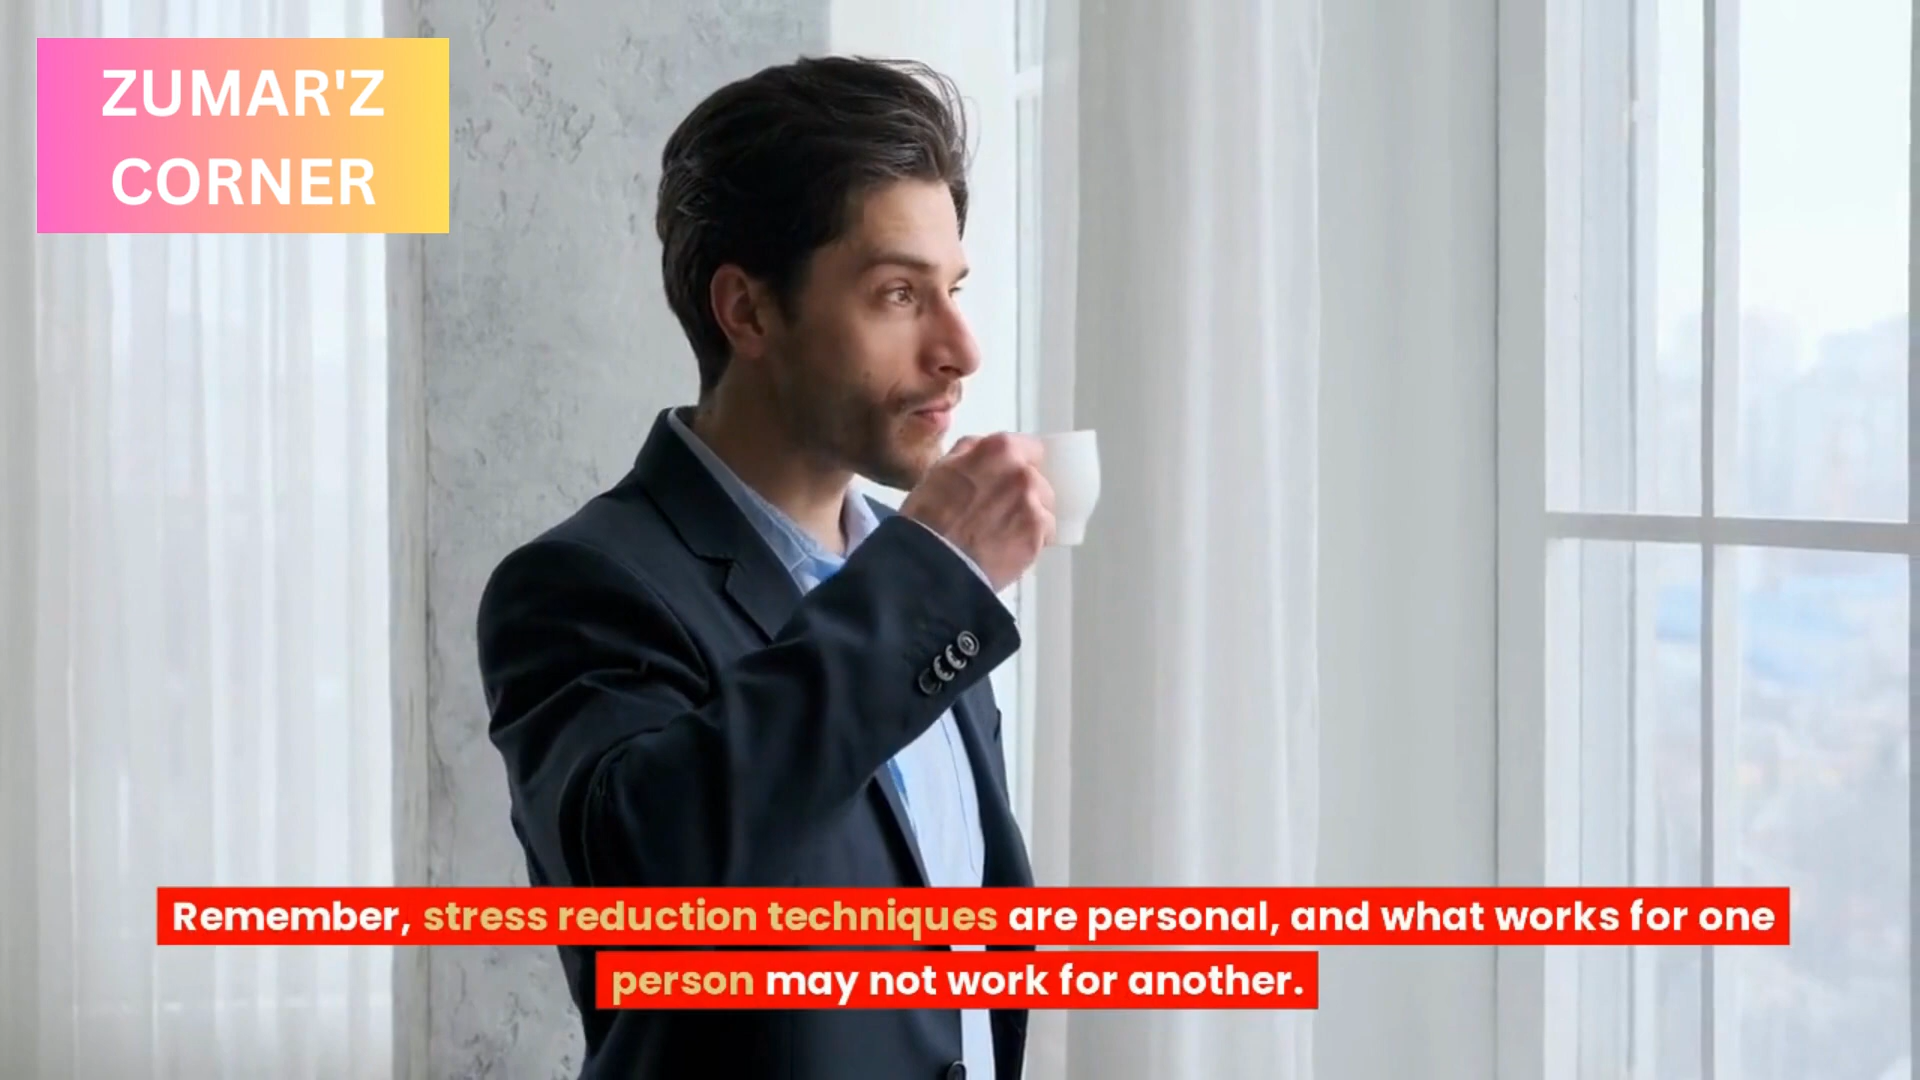 ZUMAR'Z
CORNER
Remember, stress reduction techniques are personal, and what works for one
person may not work for another.